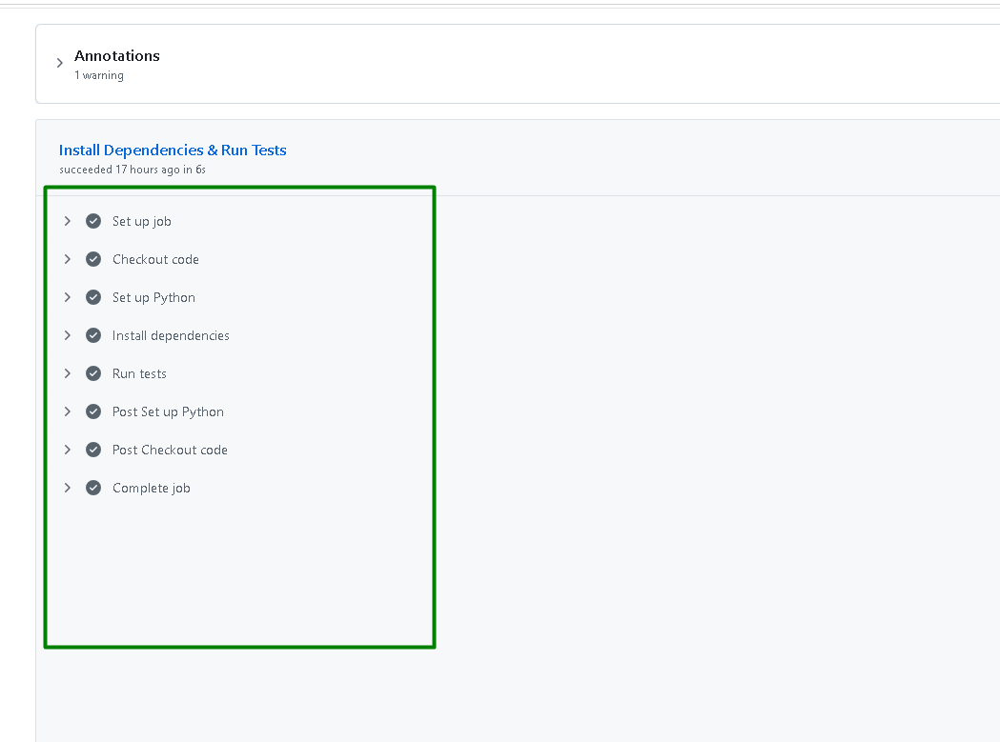 Annotations
1 warning
Install Dependencies & Run Tests
succeeded 17 hours ago in 6s
Set up job
Checkout code
Set up Python
Install dependencies
Run tests
Post Set up Python
Post Checkout code
Complete job